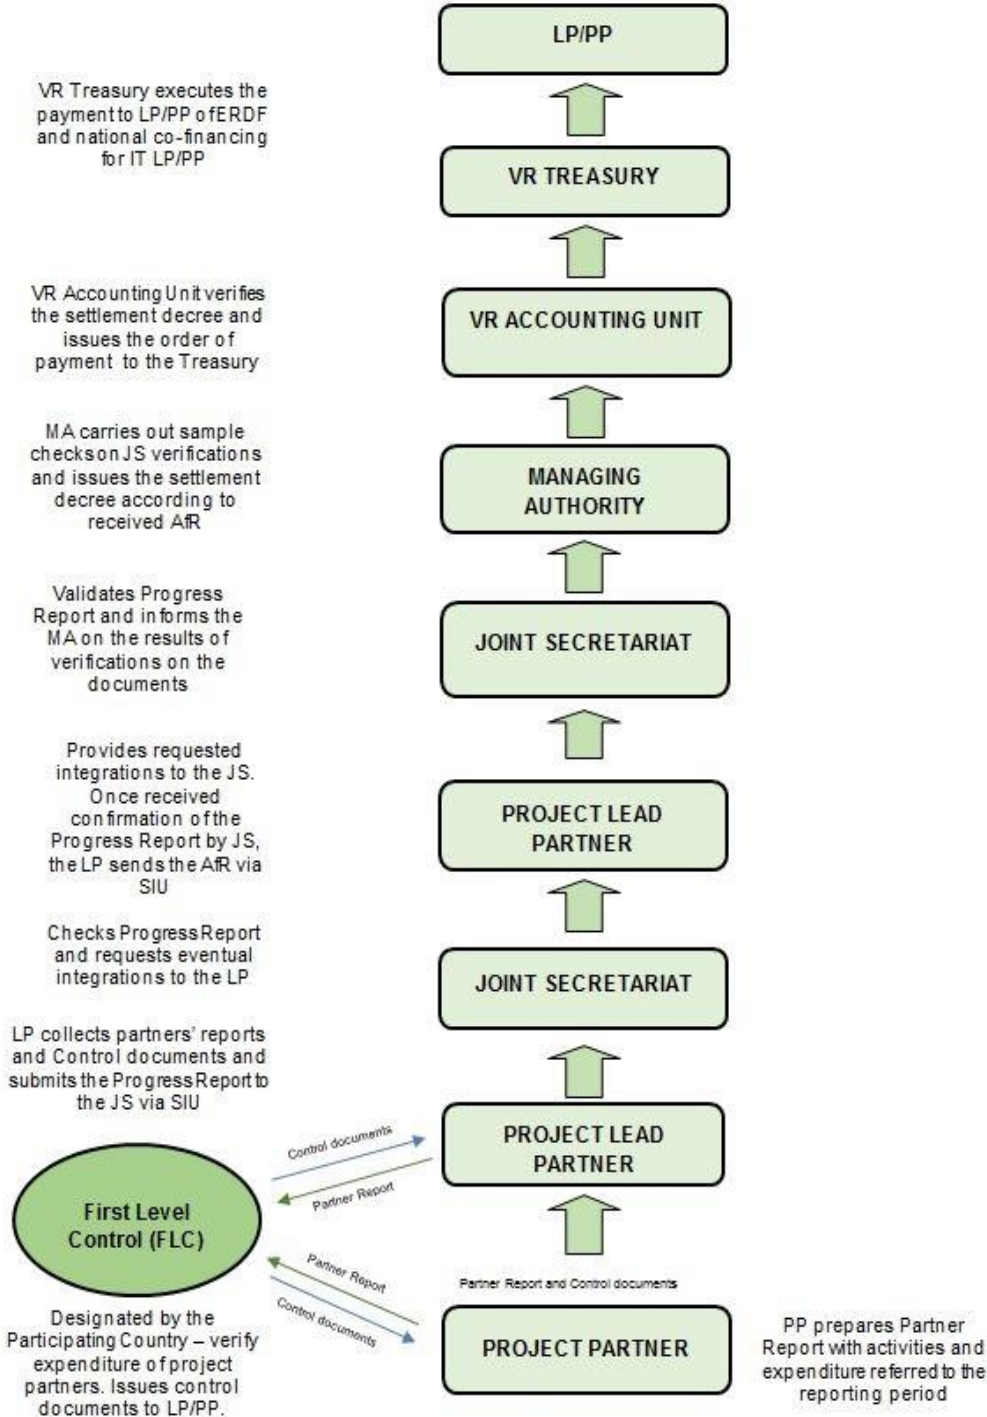 LP/PP
VR Treasury executes the
payment to LP/PP of ERDF
and national co-financing
for IT LP/PP
VR TREASURY
VR Accounting Unit verifies
the settlement decree and
issues the order of
payment to the Treasury
VR ACCOUNTING UNIT
MA carries out sample
checks on JS verifications
and issues the settlement
decree according to
received AfR
MANAGING
AUTHORITY
Validates Progress
Report and informs the
MA on the results of
verifications on the
documents
JOINT SECRETARIAT
Provides requested
integrations to the JS.
Once received
confirmation of the
Progress Report by JS,
the LP sends the AfR via
SIU
PROJECT LEAD
PARTNER
Checks Progress Report
and requests eventual
integrations to the LP
JOINT SECRETARIAT
LP collects partners' reports
and Control documents and
submits the Progress Report to
the JS via SIU
PROJECT LEAD
PARTNER
Control documents
Partner Report
First Level
Control (FLC)
Partner Report
Control documents
Partner Report and Control documents
Designated by the
Participating Country – verify
expenditure of project
partners. Issues control
documents to LP/PP.
PROJECT PARTNER
PP prepares Partner
Report with activities and
expenditure referred to the
reporting period